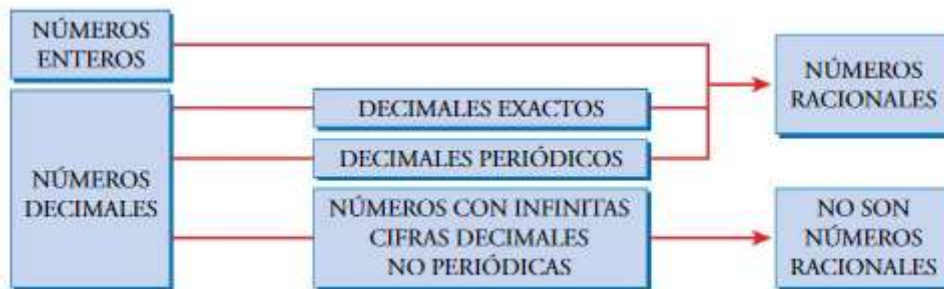 NÚMEROS
ENTEROS
NÚMEROS
RACIONALES
DECIMALES EXACTOS
DECIMALES PERIÓDICOS
NÚMEROS
DECIMALES
NÚMEROS CON INFINITAS
CIFRAS DECIMALES
NO PERIÓDICAS
NO SON
NÚMEROS
RACIONALES